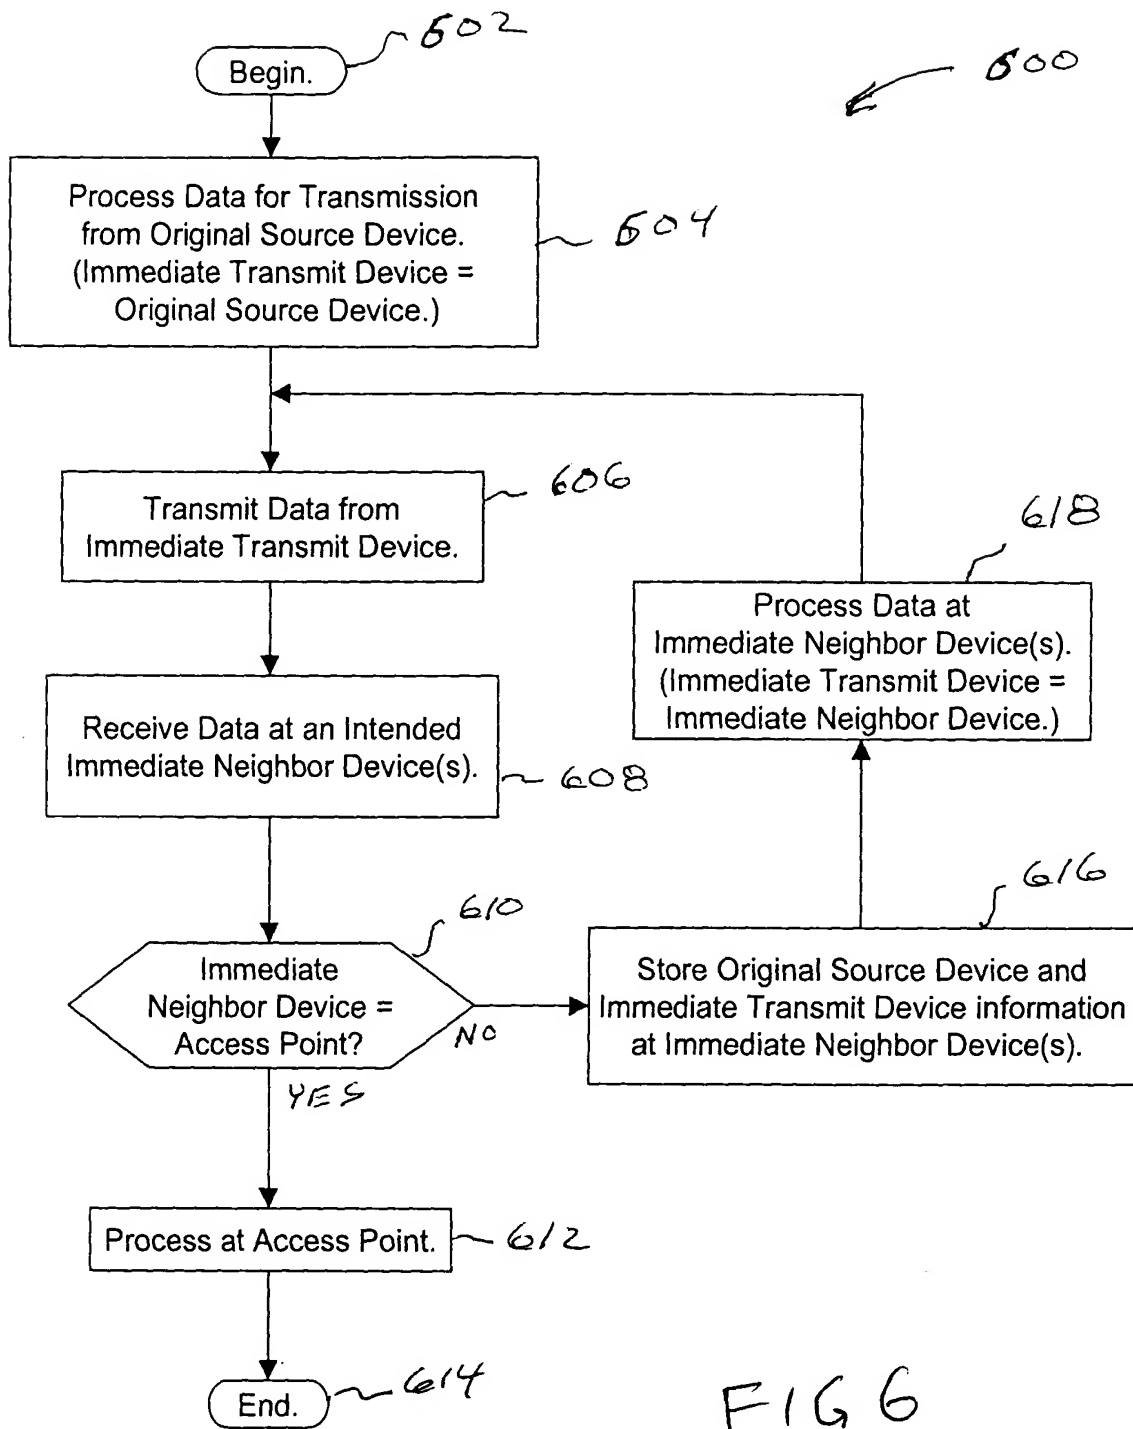 602
Begin.
600
Process Data for Transmission
from Original Source Device.
(Immediate Transmit Device =
Original Source Device.)
604
Transmit Data from
Immediate Transmit Device.
606
618
Process Data at
Immediate Neighbor Device(s).
(Immediate Transmit Device =
Immediate Neighbor Device.)
Receive Data at an Intended
Immediate Neighbor Device(s).
608
610
616
Immediate
Neighbor Device =
Access Point?
NO
YES
Store Original Source Device and
Immediate Transmit Device information
at Immediate Neighbor Device(s).
Process at Access Point.
612
End.
614
FIG 6